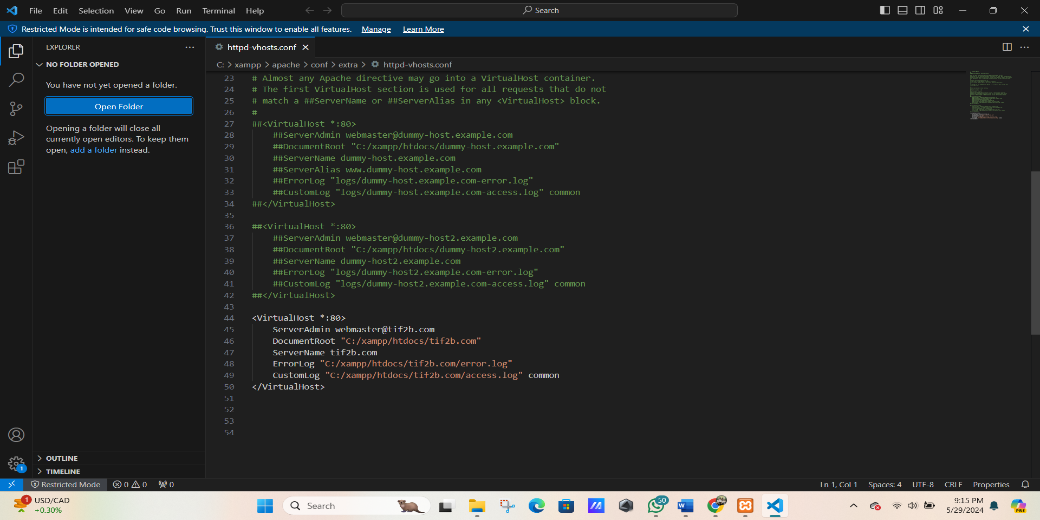 File Edit Selection View Go Run Terminal Help
Search
Restricted Mode is intended for safe code browsing. Trust this window to enable all features. Manage Learn More
EXPLORER
httpd-vhosts.conf
NO FOLDER OPENED
C: > xampp > apache > conf > extra > httpd-vhosts.conf
You have not yet opened a folder.
Open Folder
Opening a folder will close all
currently open editors. To keep them
open, add a folder instead.
23 # Almost any Apache directive may go into a VirtualHost container.
24 # The first VirtualHost section is used for all requests that do not
25 # match a ##ServerName or ##ServerAlias in any <VirtualHost> block.
26 #
27 ##<VirtualHost *:80>
28 ##ServerAdmin webmaster@dummy-host.example.com
29 ##DocumentRoot "C:/xampp/htdocs/dummy-host.example.com"
30 ##ServerName dummy-host.example.com
31 ##ServerAlias www.dummy-host.example.com
32 ##ErrorLog "logs/dummy-host.example.com-error.log"
33 ##CustomLog "logs/dummy-host.example.com-access.log" common
34 ##</VirtualHost>
35
36 ##<VirtualHost *:80>
37 ##ServerAdmin webmaster@dummy-host2.example.com
38 ##DocumentRoot "C:/xampp/htdocs/dummy-host2.example.com"
39 ##ServerName dummy-host2.example.com
40 ##ErrorLog "logs/dummy-host2.example.com-error.log"
41 ##CustomLog "logs/dummy-host2.example.com-access.log" common
42 ##</VirtualHost>
43
44 <VirtualHost *:80>
45 ServerAdmin webmaster@tif2b.com
46 DocumentRoot "C:/xampp/htdocs/tif2b.com"
47 ServerName tif2b.com
48 ErrorLog "C:/xampp/htdocs/tif2b.com/error.log"
49 CustomLog "C:/xampp/htdocs/tif2b.com/access.log" common
50 </VirtualHost>
51
52
53
54
OUTLINE
TIMELINE
1
Restricted Mode 0 0 0
Ln 1, Col 1 Spaces: 4 UTF-8 CRLF Properties
1
USD/CAD
+0.30%
Search
50
9:15 PM
5/29/2024
PRE